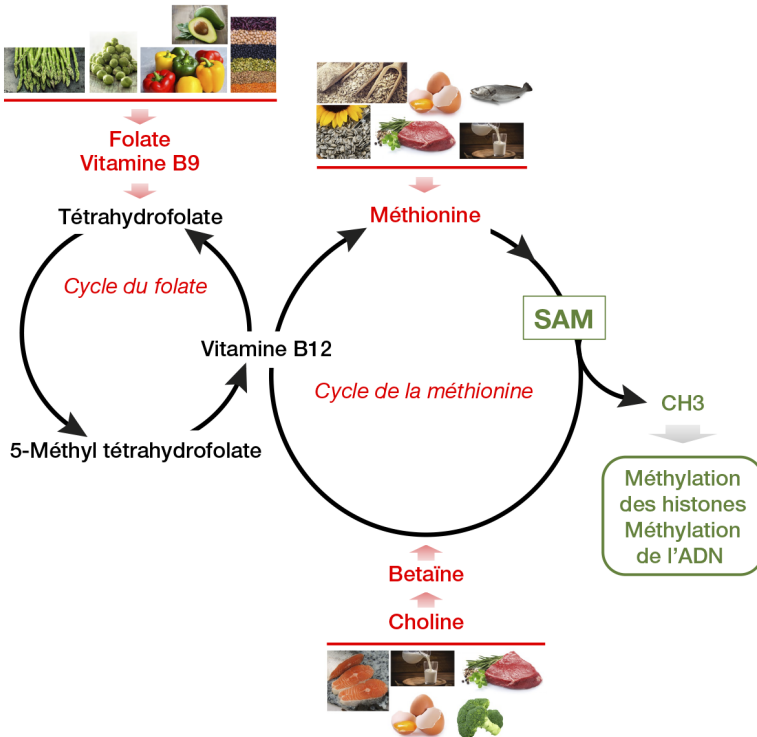 Folate
Vitamine B9
Tétrahydrofolate
Cycle du folate
Vitamine B12
5-Méthyl tétrahydrofolate
Méthionine
SAM
Cycle de la méthionine
CH3
Méthylation
des histones
Méthylation
de l'ADN
Betaïne
Choline